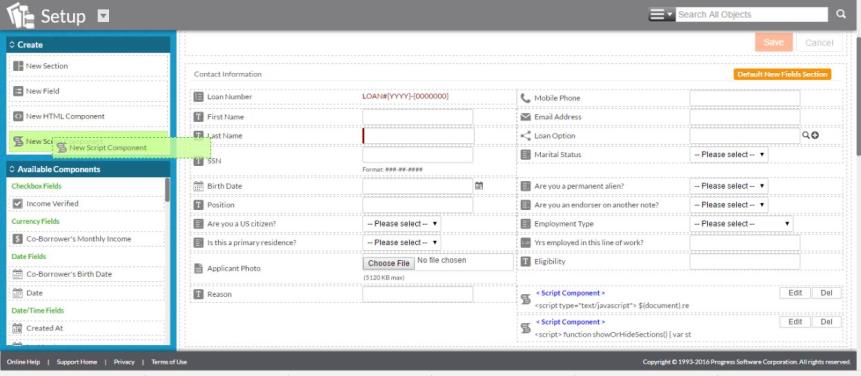 Setup
Search All Objects
Create
New Section
New Field
New HTML Component
New Script Component
Available Components
Checkbox Fields
Income Verified
Currency Fields
Co-Borrower's Monthly Income
Date Fields
Co-Borrower's Birth Date
Date
Date/Time Fields
Created At
Save Cancel
Contact Information
Default New Fields Section
Loan Number LOAN#{YYYY}-{0000000}
Mobile Phone
First Name
Email Address
Last Name
Loan Option
SSN
Format: ###-##-####
Marital Status -- Please select --
Birth Date
Are you a permanent alien? -- Please select --
Position
Are you an endorser on another note? -- Please select --
Are you a US citizen? -- Please select --
Employment Type -- Please select --
Is this a primary residence? -- Please select --
Yrs employed in this line of work?
Applicant Photo Choose File No file chosen
(5120 KB max)
Eligibility
Reason
< Script Component > Edit Del
<script type="text/javascript"> $(document).re
< Script Component > Edit Del
<script> function showOrHideSections() { var st
Online Help | Support Home | Privacy | Terms of Use
Copyright © 1993-2016 Progress Software Corporation. All rights reserved.